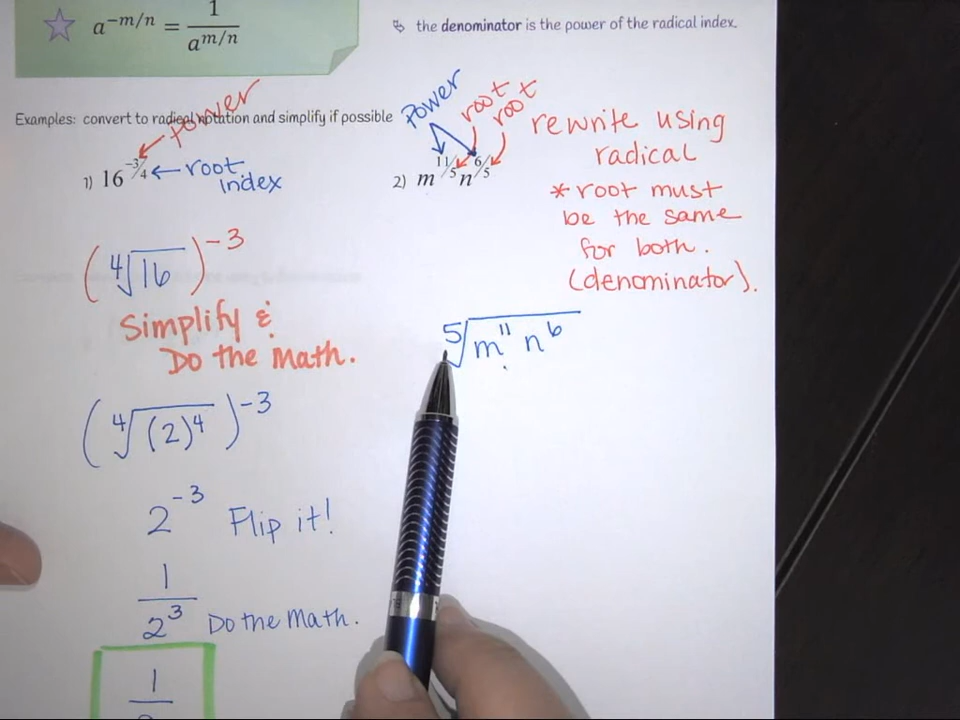 a^{-m/n} = 1/a^{m/n}
the denominator is the power of the radical index.
Examples: convert to radical notation and simplify if possible
power
1) 16^{-3/4} ← root index
Power root root
2) m^{11/5} n^{6/5}
rewrite using
radical
* root must
be the same
for both.
(denominator).
(⁴√16)^{-3}
Simplify &
Do the Math.
⁵√m^{11} n^{6}
(⁴√(2)^4)^{-3}
2^{-3} Flip it!
1/2^3 Do the Math.
1